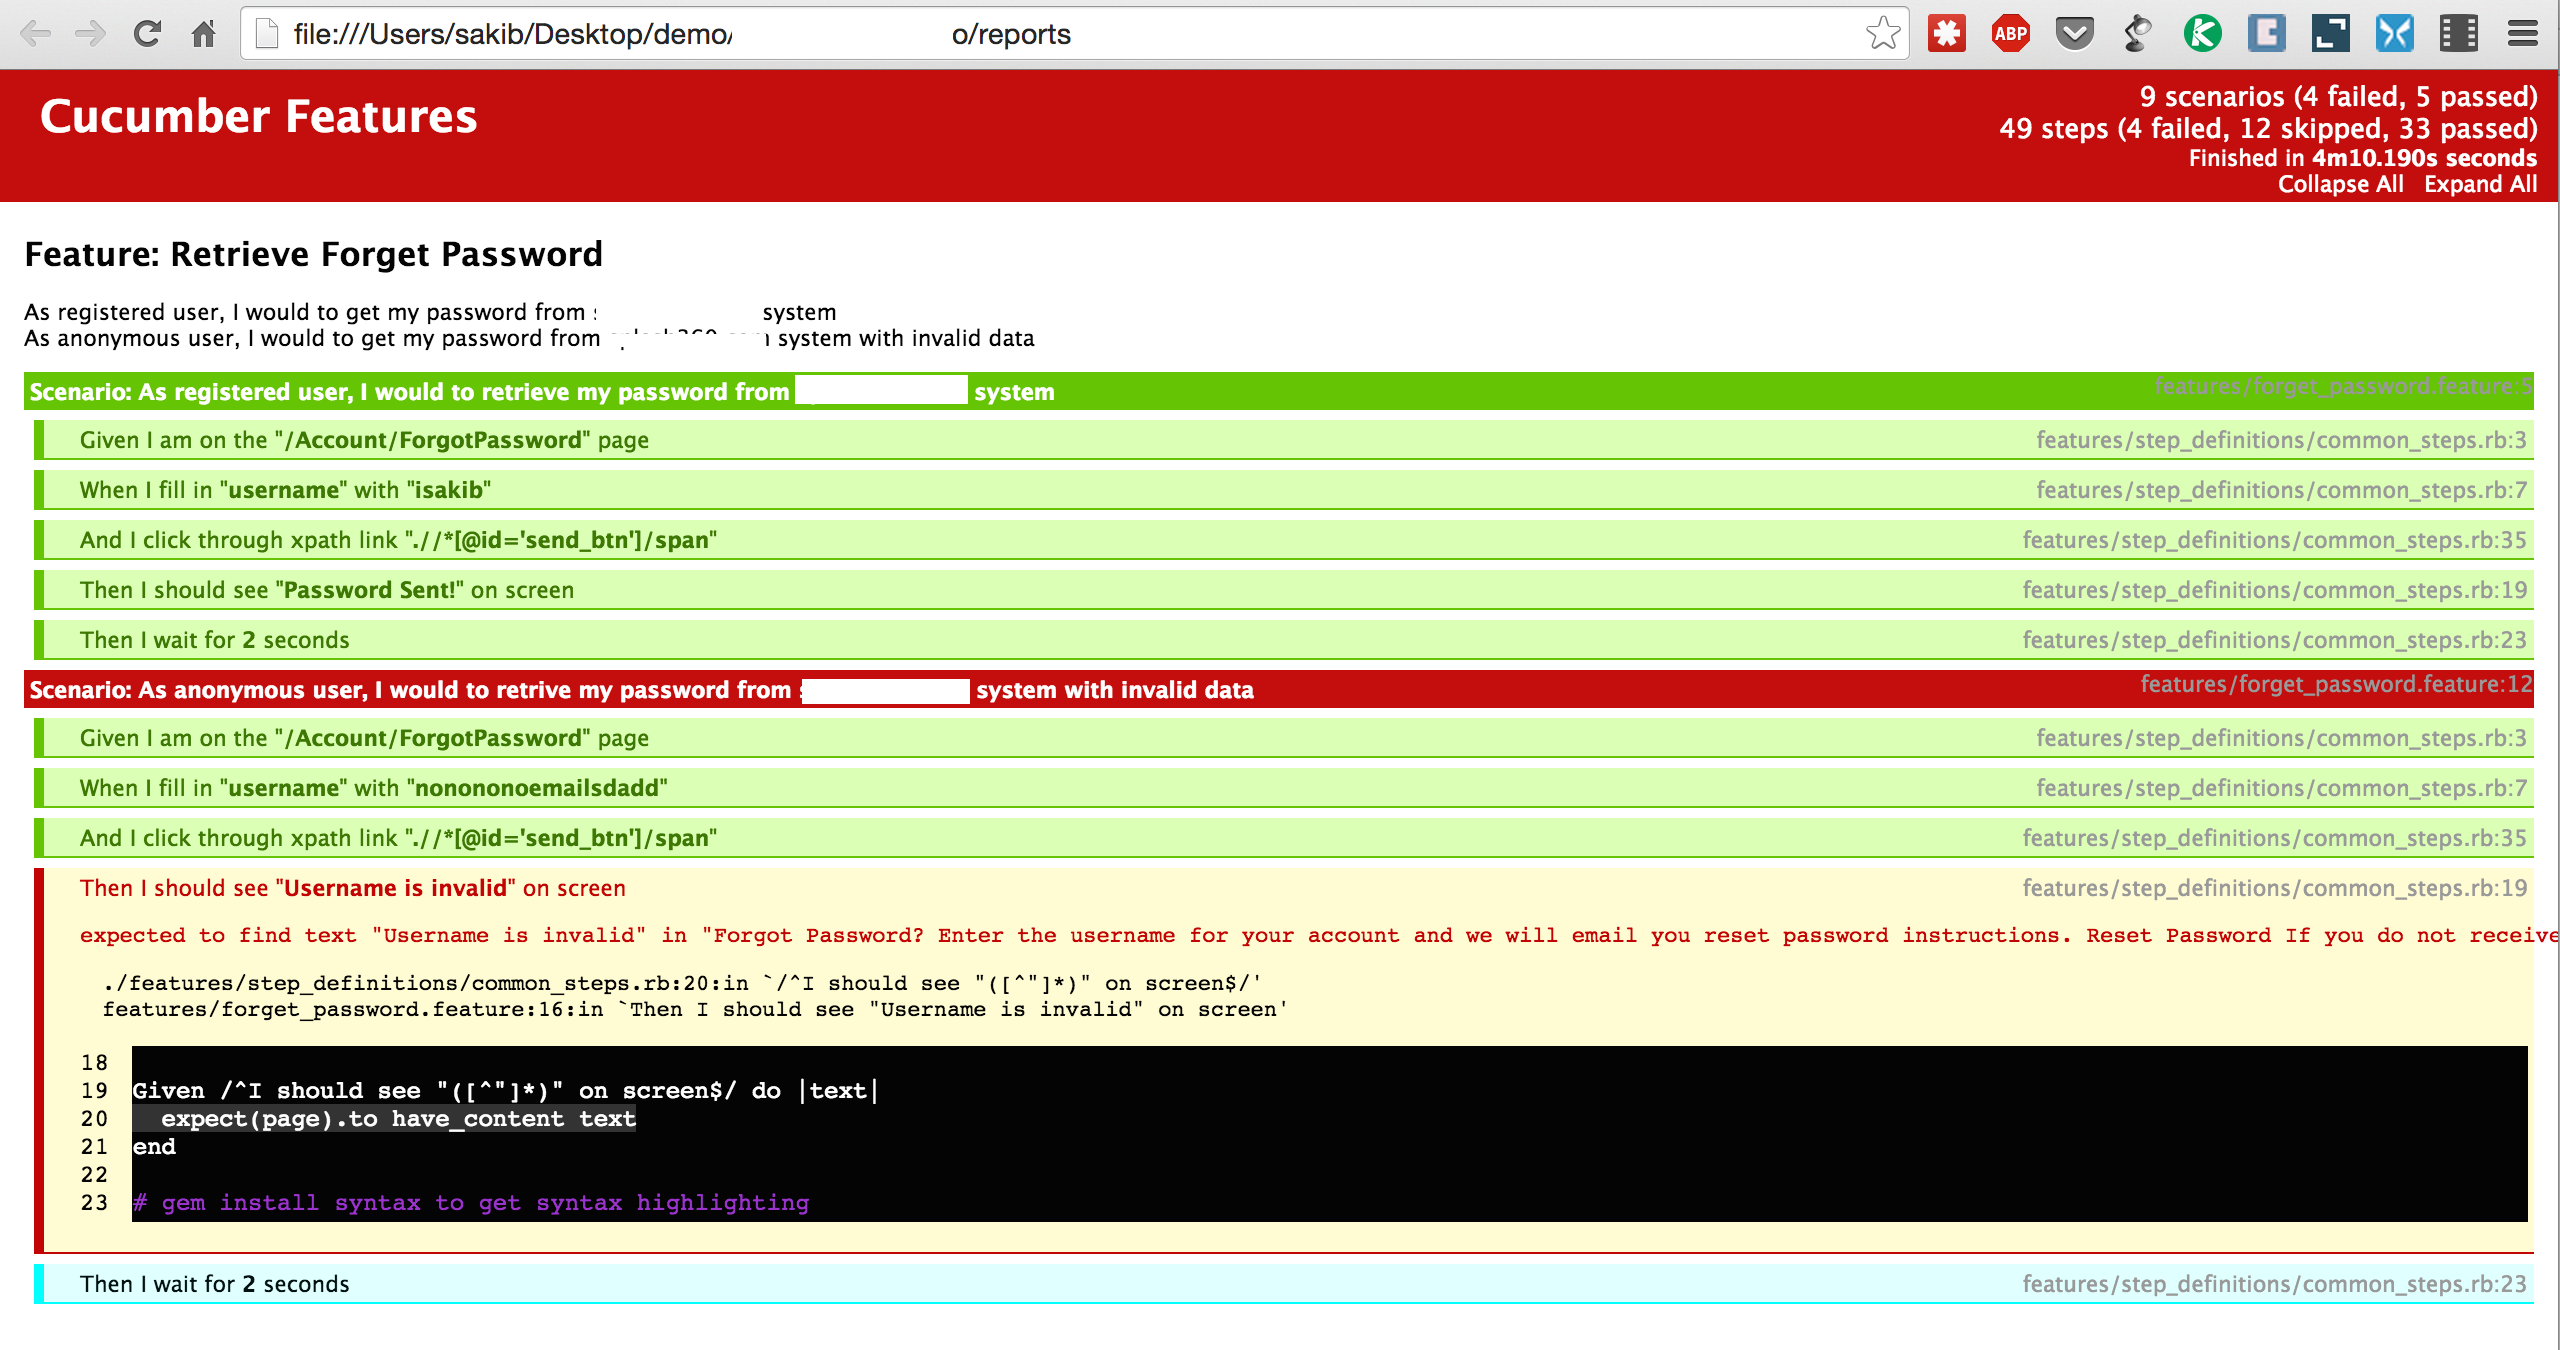 file:///Users/sakib/Desktop/demo/ o/reports
ABP
Cucumber Features
9 scenarios (4 failed, 5 passed)
49 steps (4 failed, 12 skipped, 33 passed)
Finished in 4m10.190s seconds
Collapse All Expand All
Feature: Retrieve Forget Password
As registered user, I would to get my password from system
As anonymous user, I would to get my password from system with invalid data
Scenario: As registered user, I would to retrieve my password from system features/forget_password.feature:5
Given I am on the "/Account/ForgotPassword" page features/step_definitions/common_steps.rb:3
When I fill in "username" with "isakib" features/step_definitions/common_steps.rb:7
And I click through xpath link ".//*[@id='send_btn']/span" features/step_definitions/common_steps.rb:35
Then I should see "Password Sent!" on screen features/step_definitions/common_steps.rb:19
Then I wait for 2 seconds features/step_definitions/common_steps.rb:23
Scenario: As anonymous user, I would to retrive my password from system with invalid data features/forget_password.feature:12
Given I am on the "/Account/ForgotPassword" page features/step_definitions/common_steps.rb:3
When I fill in "username" with "nonononoemailsdadd" features/step_definitions/common_steps.rb:7
And I click through xpath link ".//*[@id='send_btn']/span" features/step_definitions/common_steps.rb:35
Then I should see "Username is invalid" on screen features/step_definitions/common_steps.rb:19
expected to find text "Username is invalid" in "Forgot Password? Enter the username for your account and we will email you reset password instructions. Reset Password If you do not receive
./features/step_definitions/common_steps.rb:20:in `/^I should see "([^"]*)" on screen$/'
features/forget_password.feature:16:in `Then I should see "Username is invalid" on screen'
18
19 Given /^I should see "([^"]*)" on screen$/ do |text|
20 expect(page).to have_content text
21 end
22
23 # gem install syntax to get syntax highlighting
Then I wait for 2 seconds features/step_definitions/common_steps.rb:23